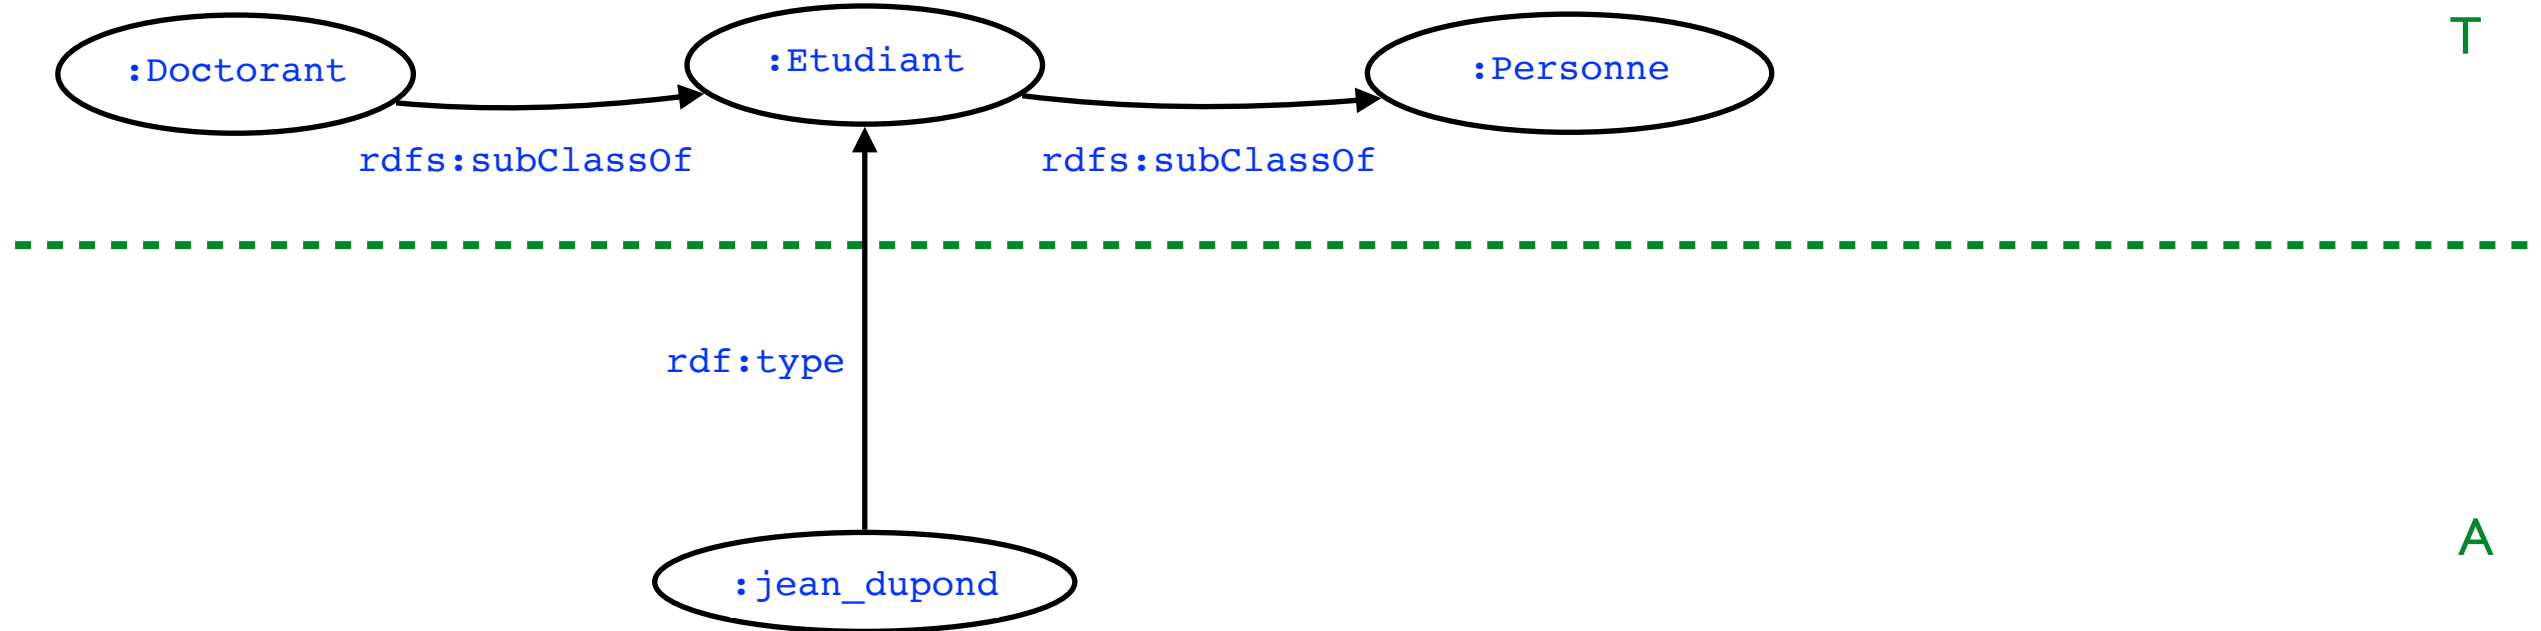 :Doctorant
:Etudiant
:Personne
T
rdfs:subClassOf
rdfs:subClassOf
rdf:type
A
:jean_dupond